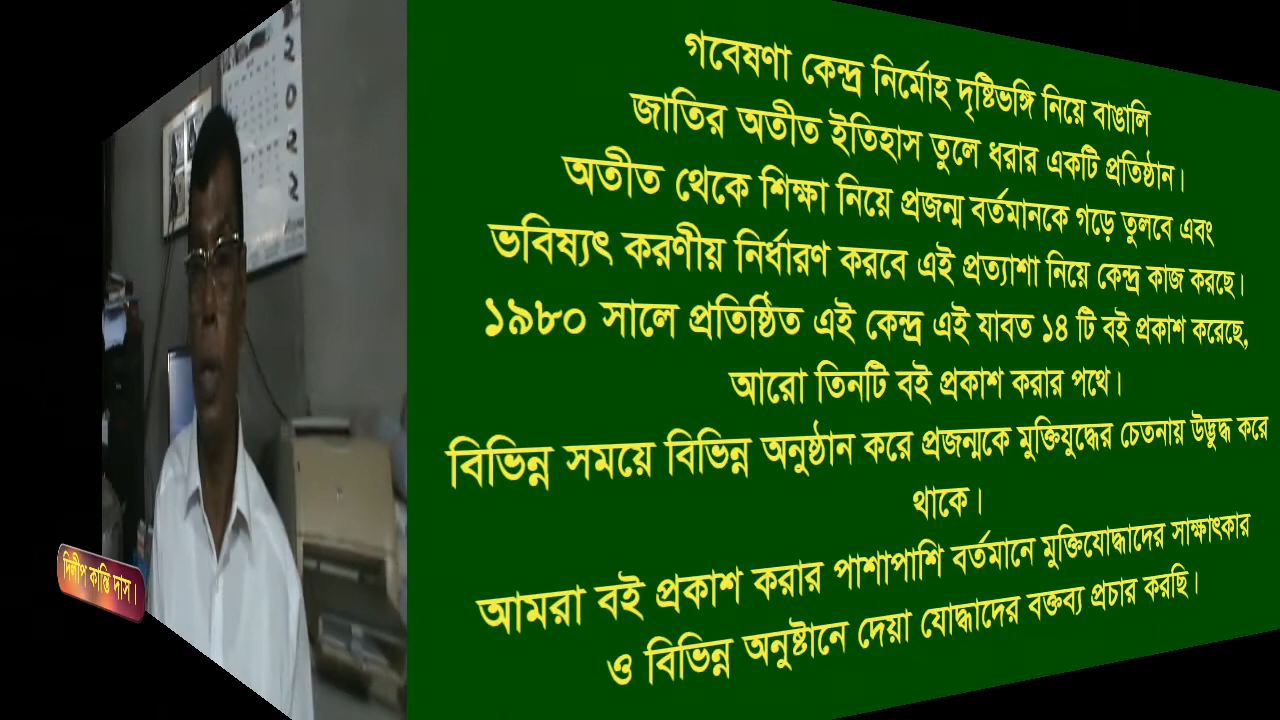 ২০২২
দিলীপ কান্তি দাস।
গবেষণা কেন্দ্র নির্মোহ দৃষ্টিভঙ্গি নিয়ে বাঙালি
জাতির অতীত ইতিহাস তুলে ধরার একটি প্রতিষ্ঠান।
অতীত থেকে শিক্ষা নিয়ে প্রজন্ম বর্তমানকে গড়ে তুলবে এবং
ভবিষ্যৎ করণীয় নির্ধারণ করবে এই প্রত্যাশা নিয়ে কেন্দ্র কাজ করছে।
১৯৮০ সালে প্রতিষ্ঠিত এই কেন্দ্র এই যাবত ১৪ টি বই প্রকাশ করেছে,
আরো তিনটি বই প্রকাশ করার পথে।
বিভিন্ন সময়ে বিভিন্ন অনুষ্ঠান করে প্রজন্মকে মুক্তিযুদ্ধের চেতনায় উদ্ভুদ্ধ করে
থাকে।
আমরা বই প্রকাশ করার পাশাপাশি বর্তমানে মুক্তিযোদ্ধাদের সাক্ষাৎকার
ও বিভিন্ন অনুষ্টানে দেয়া যোদ্ধাদের বক্তব্য প্রচার করছি।